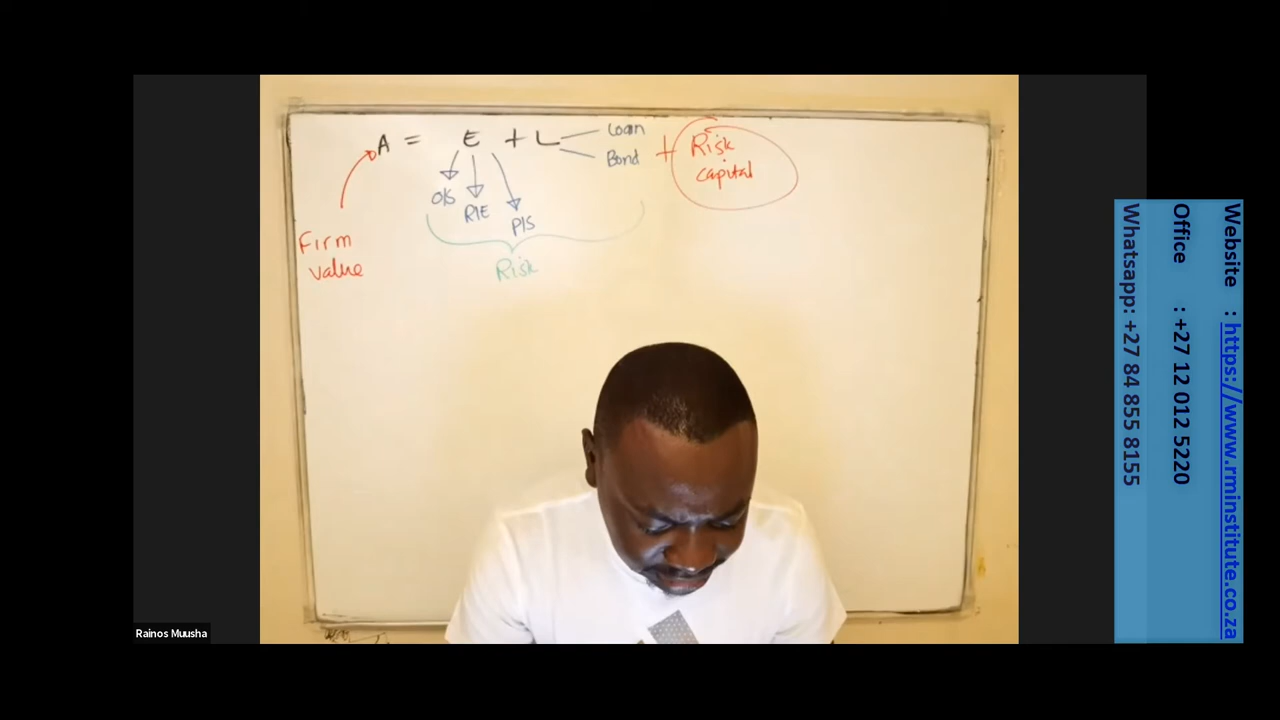 A = E + L
Loan
Bond
+ Risk
capital
O/S
R/E
P/S
Firm
value
Risk
Rainos Muusha
Website : https://www.rminstitute.co.za
Office : +27 12 012 5220
Whatsapp: +27 84 855 8155